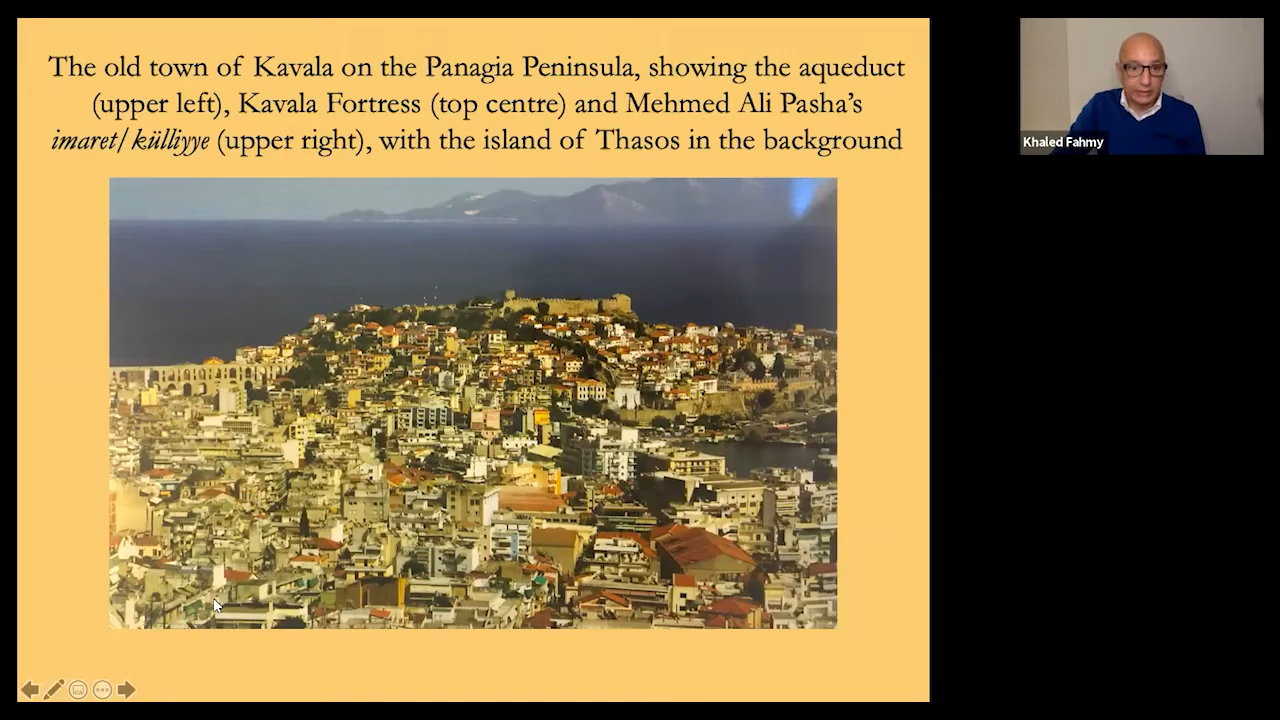 The old town of Kavala on the Panagia Peninsula, showing the aqueduct
(upper left), Kavala Fortress (top centre) and Mehmed Ali Pasha’s
imaret/ külliyye (upper right), with the island of Thasos in the background
Khaled Fahmy